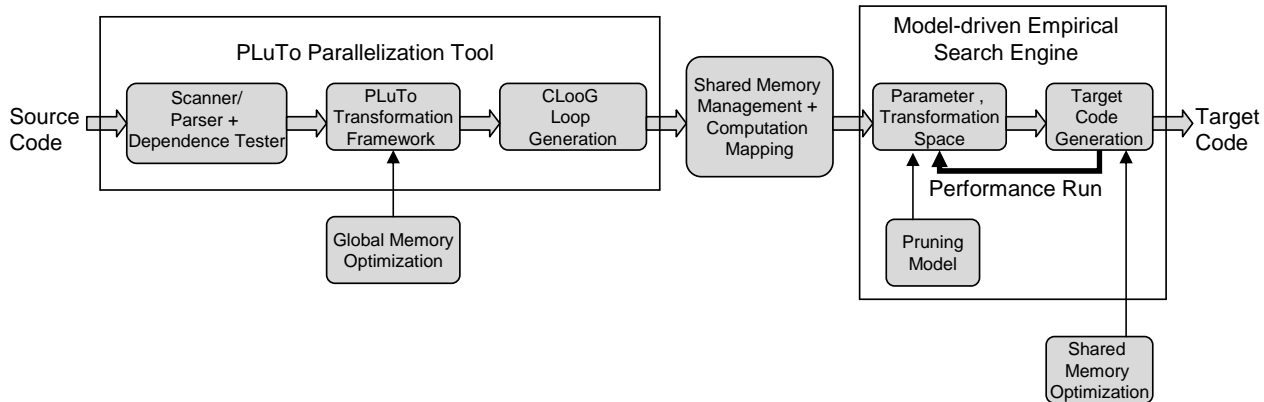 PLuTo Parallelization Tool
Model-driven Empirical
Search Engine
Source
Code
Scanner/
Parser +
Dependence Tester
PLuTo
Transformation
Framework
CLooG
Loop
Generation
Shared Memory
Management +
Computation
Mapping
Parameter ,
Transformation
Space
Target
Code
Generation
Target
Code
Performance Run
Global Memory
Optimization
Pruning
Model
Shared
Memory
Optimization